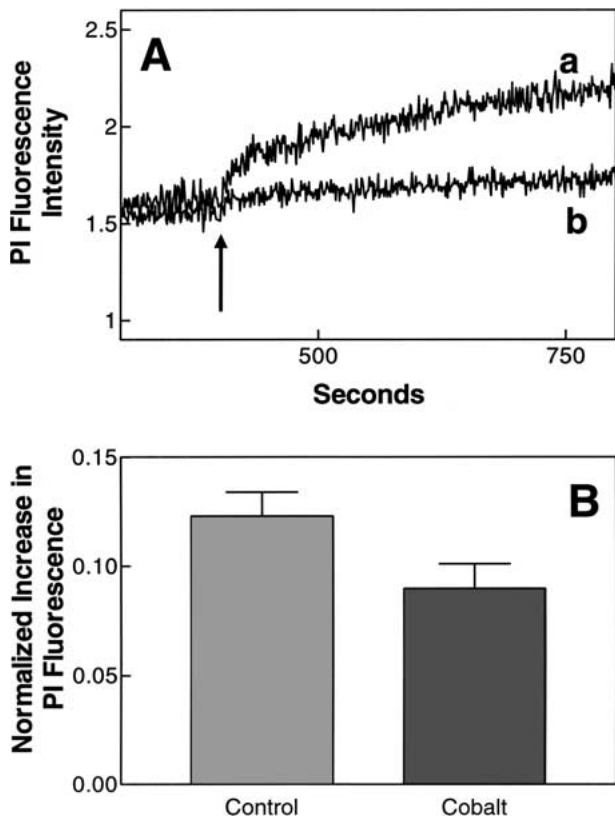 A
PI Fluorescence
Intensity
2.5
2
1.5
1
a
b
500
750
Seconds
B
Normalized Increase in
PI Fluorescence
0.15
0.10
0.05
0.00
Control
Cobalt